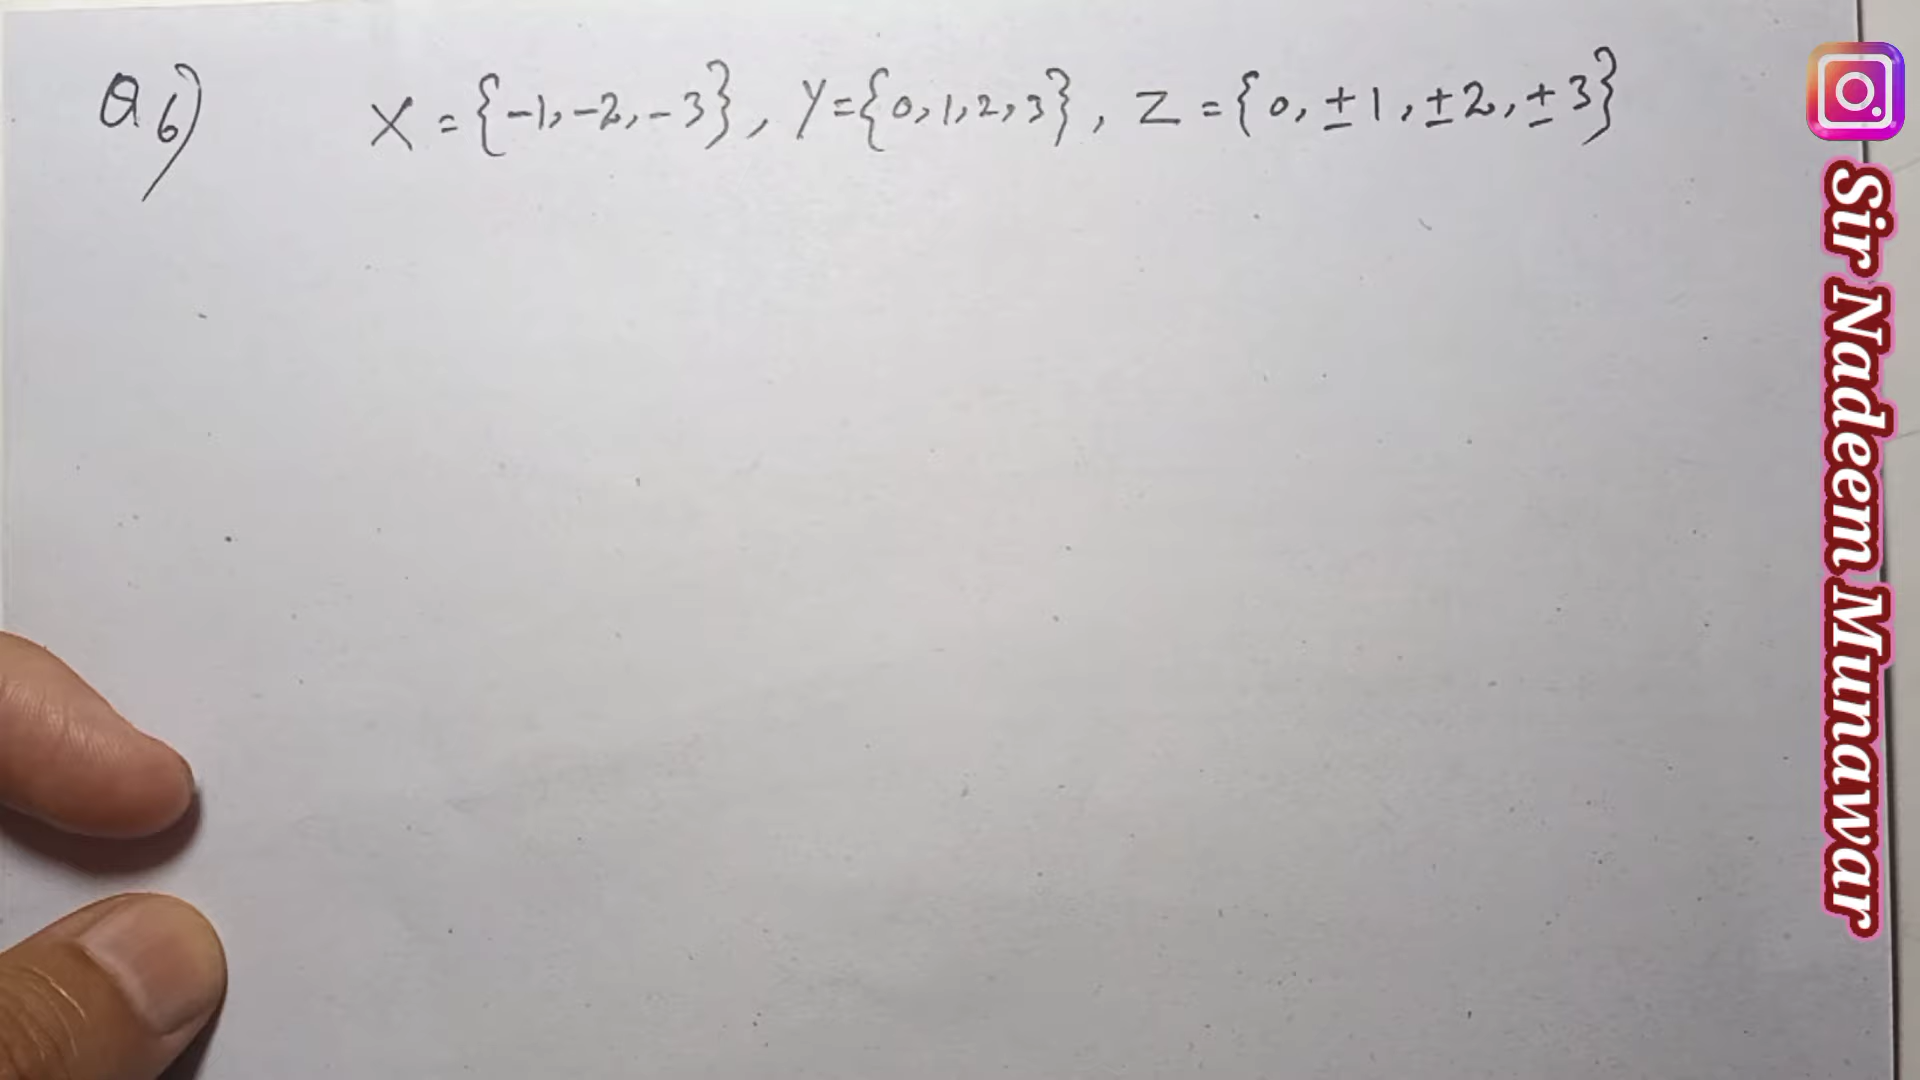 Q6) X = {-1, -2, -3}, Y = {0, 1, 2, 3}, Z = {0, ±1, ±2, ±3}
Sir Nadeem Munawar